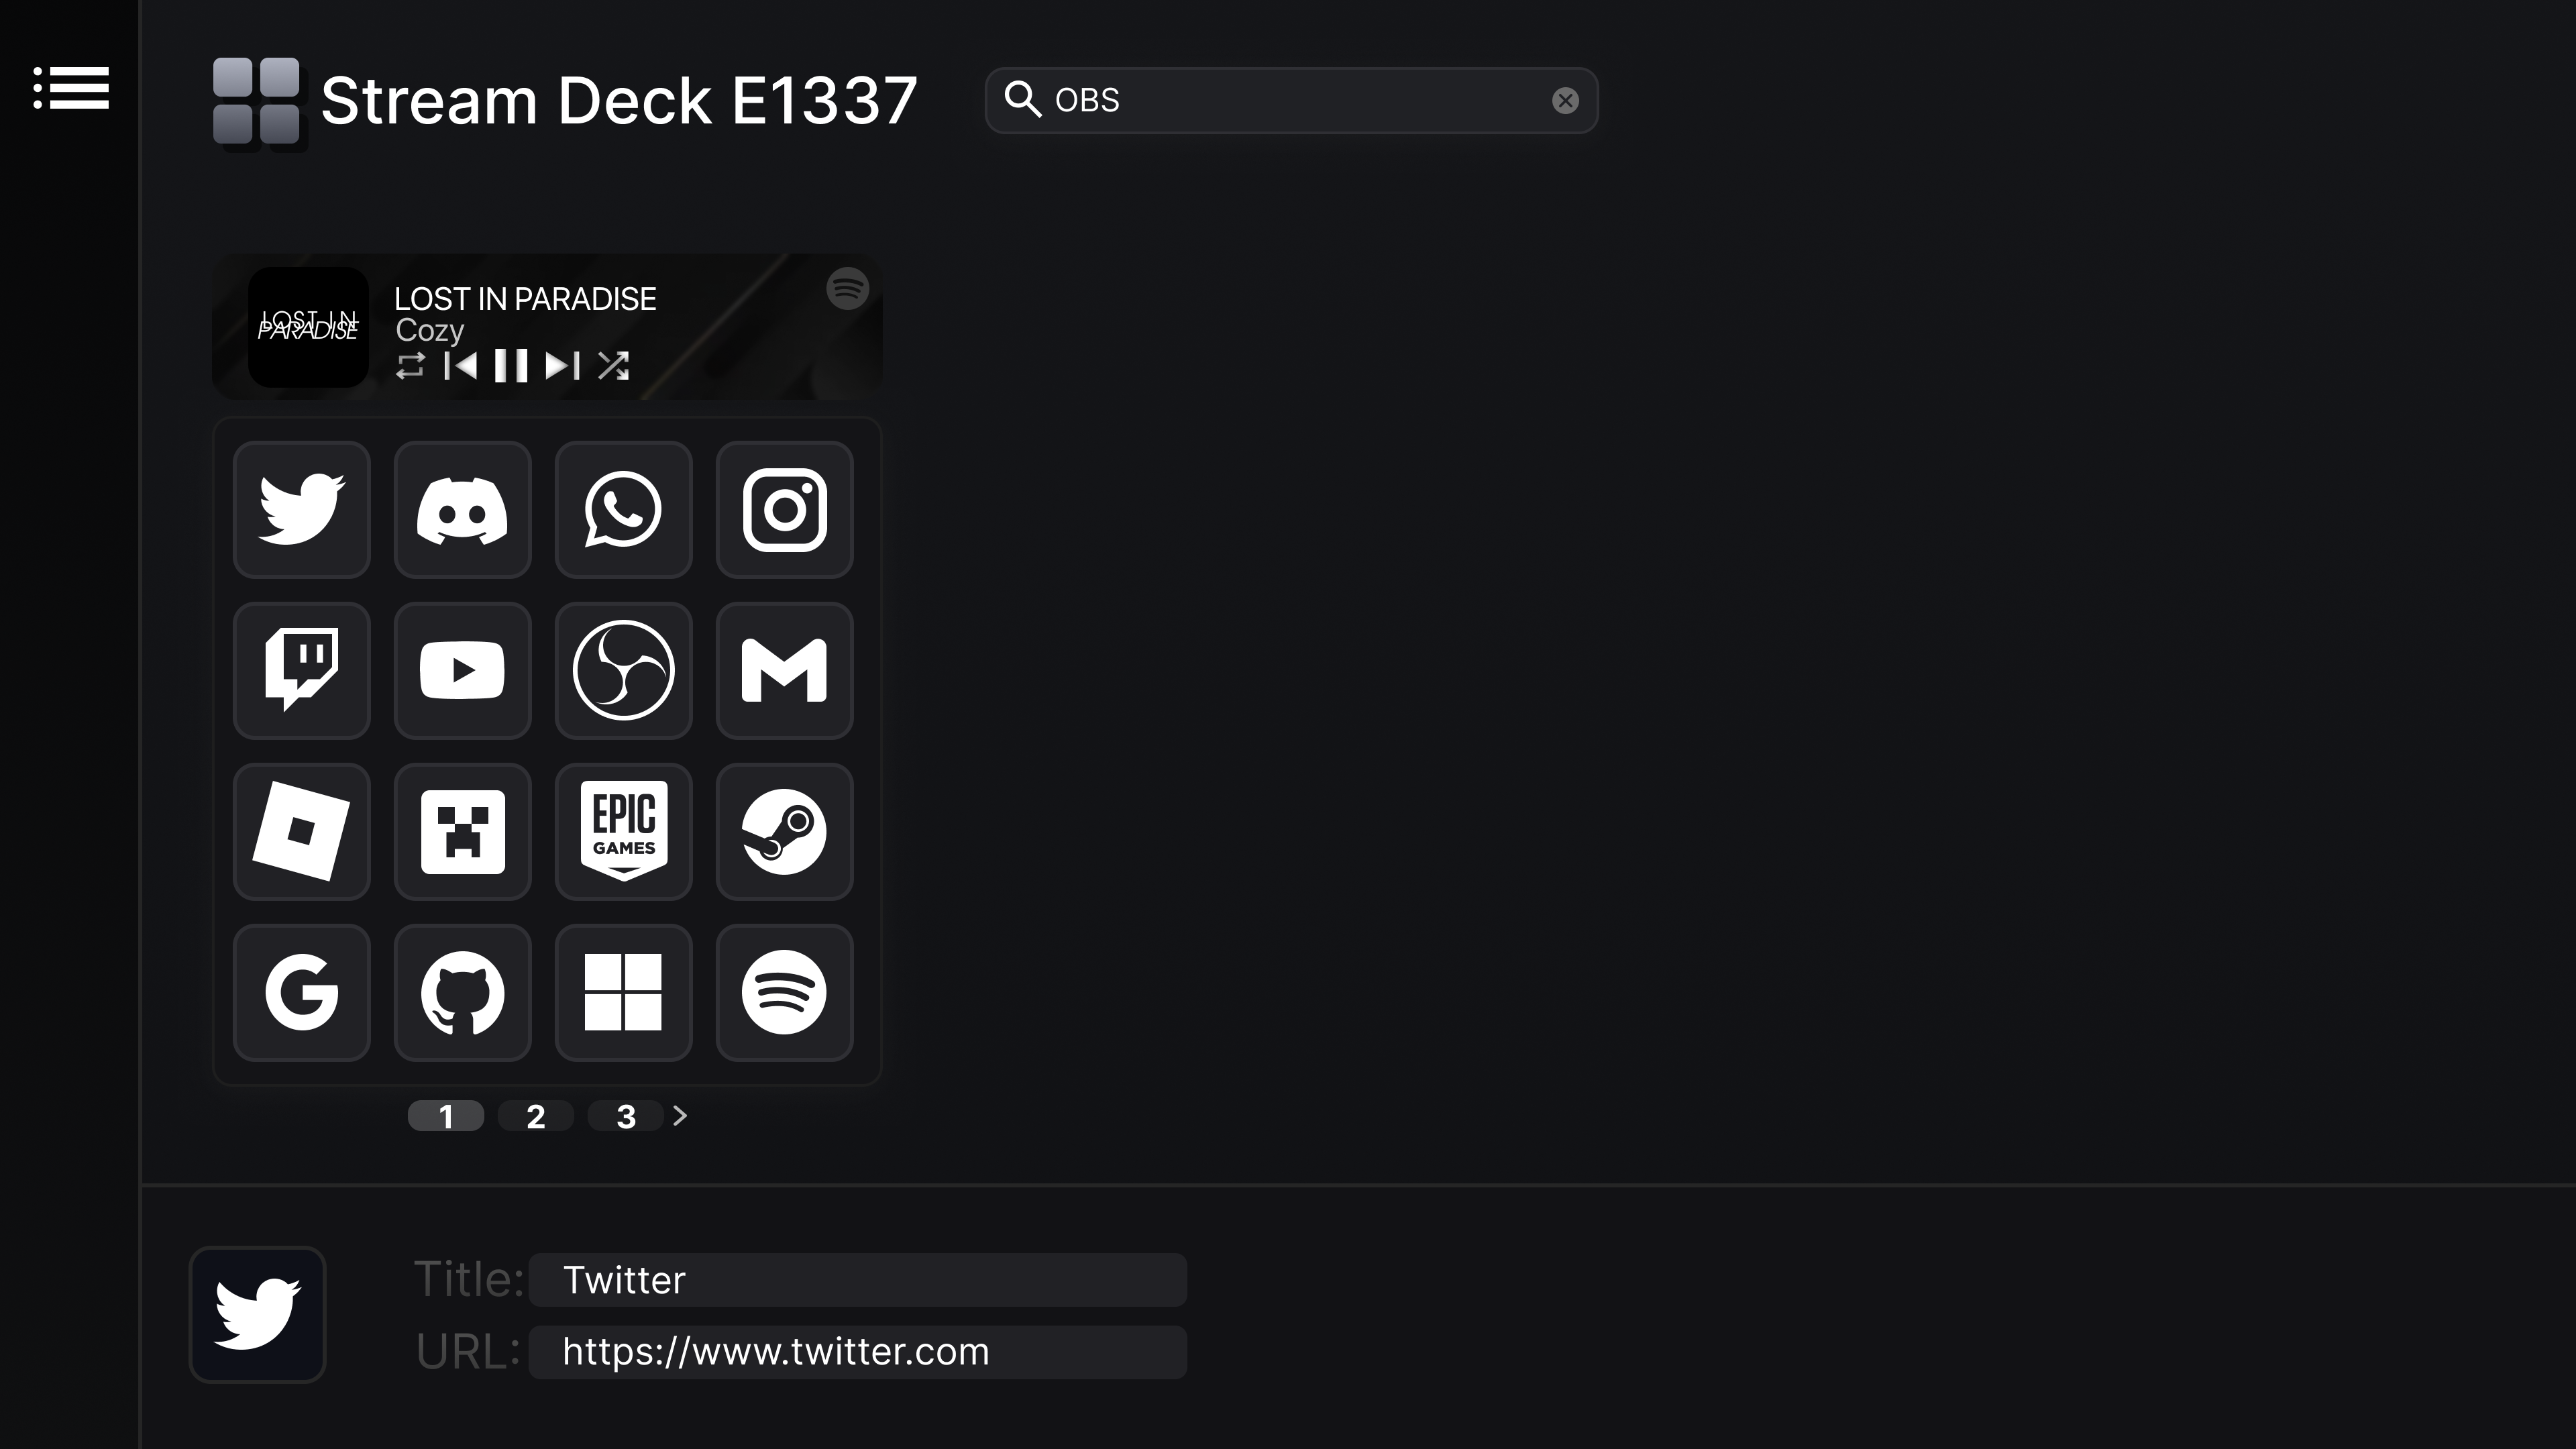 Stream Deck E1337
OBS
LOST IN
PARADISE
LOST IN PARADISE
Cozy
EPIC
GAMES
1 2 3
Title: Twitter
URL: https://www.twitter.com